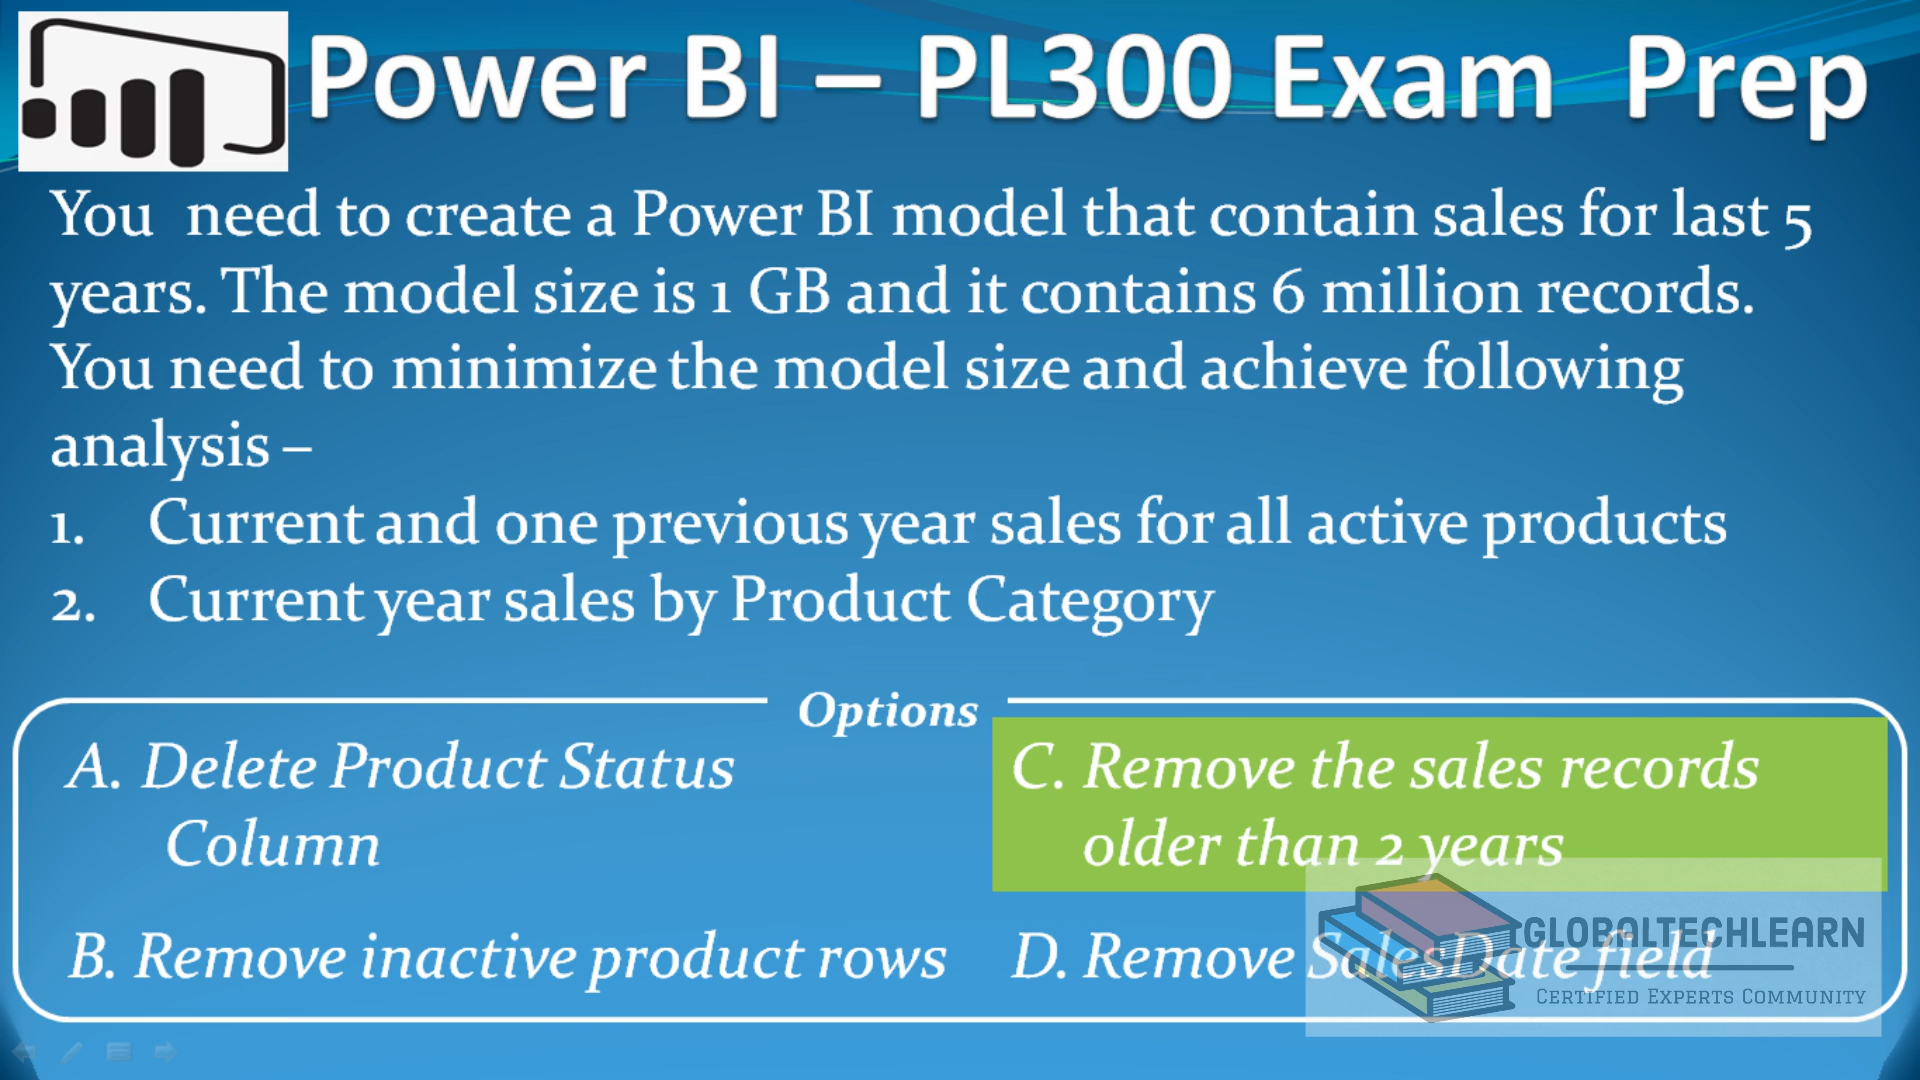 Power BI – PL300 Exam Prep
You need to create a Power BI model that contain sales for last 5
years. The model size is 1 GB and it contains 6 million records.
You need to minimize the model size and achieve following
analysis –
1. Current and one previous year sales for all active products
2. Current year sales by Product Category
Options
A. Delete Product Status
Column
C. Remove the sales records
older than 2 years
B. Remove inactive product rows
D. Remove SalesDate field
GLOBALTECHLEARN
CERTIFIED EXPERTS COMMUNITY